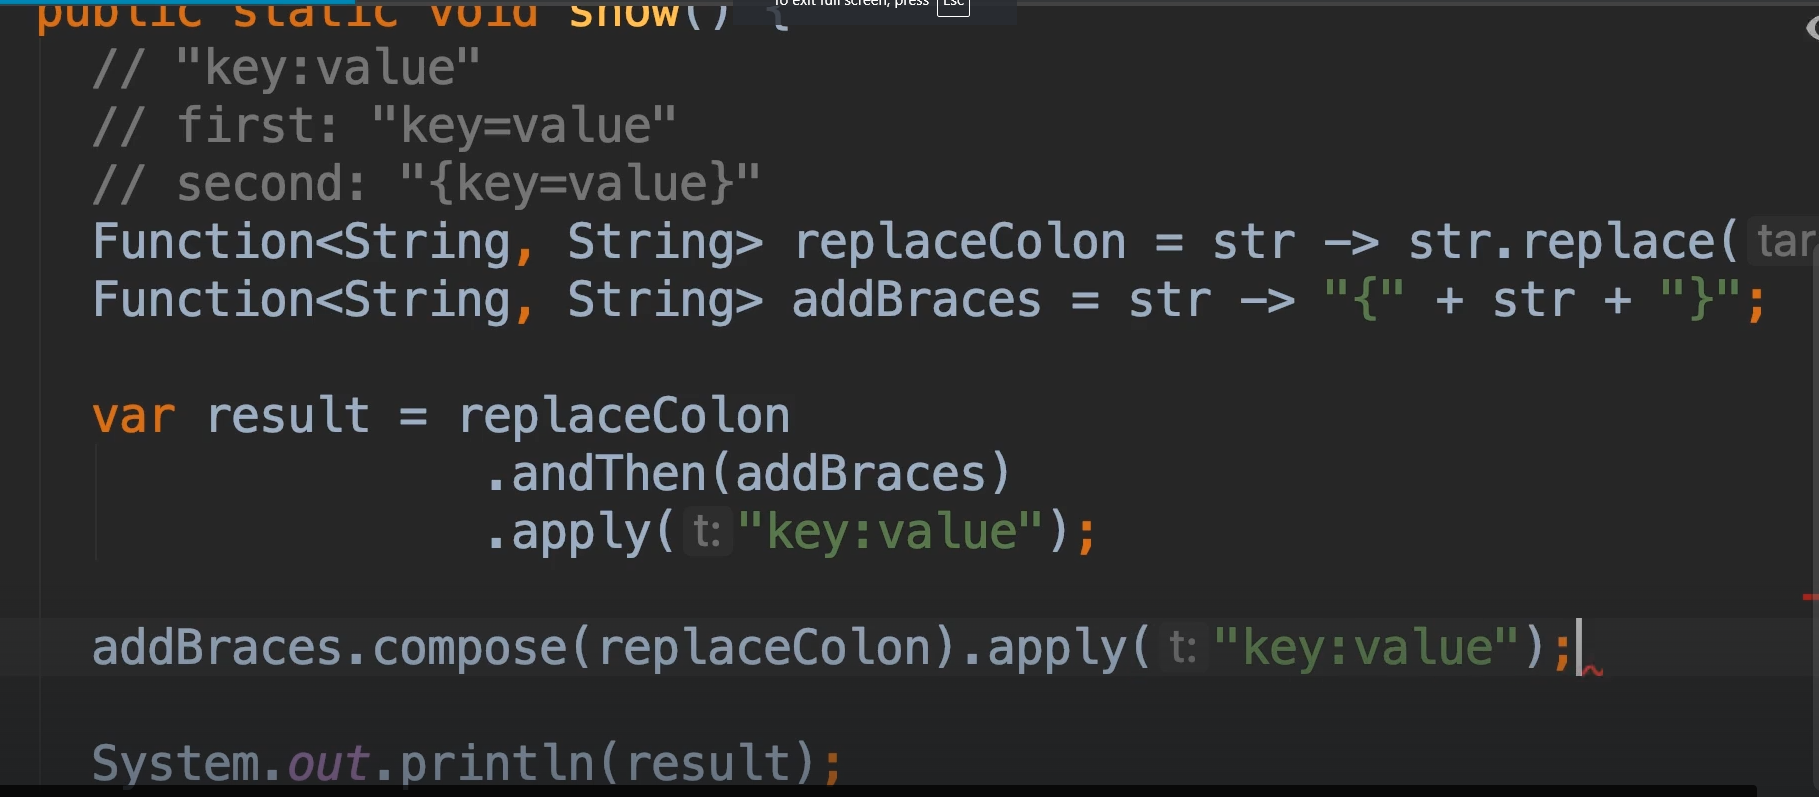 To exit full screen, press Esc
public static void show() {
// "key:value"
// first: "key=value"
// second: "{key=value}"
Function<String, String> replaceColon = str -> str.replace( tar
Function<String, String> addBraces = str -> "{" + str + "}";
var result = replaceColon
.andThen(addBraces)
.apply( t: "key:value");
addBraces.compose(replaceColon).apply( t: "key:value");
System.out.println(result);